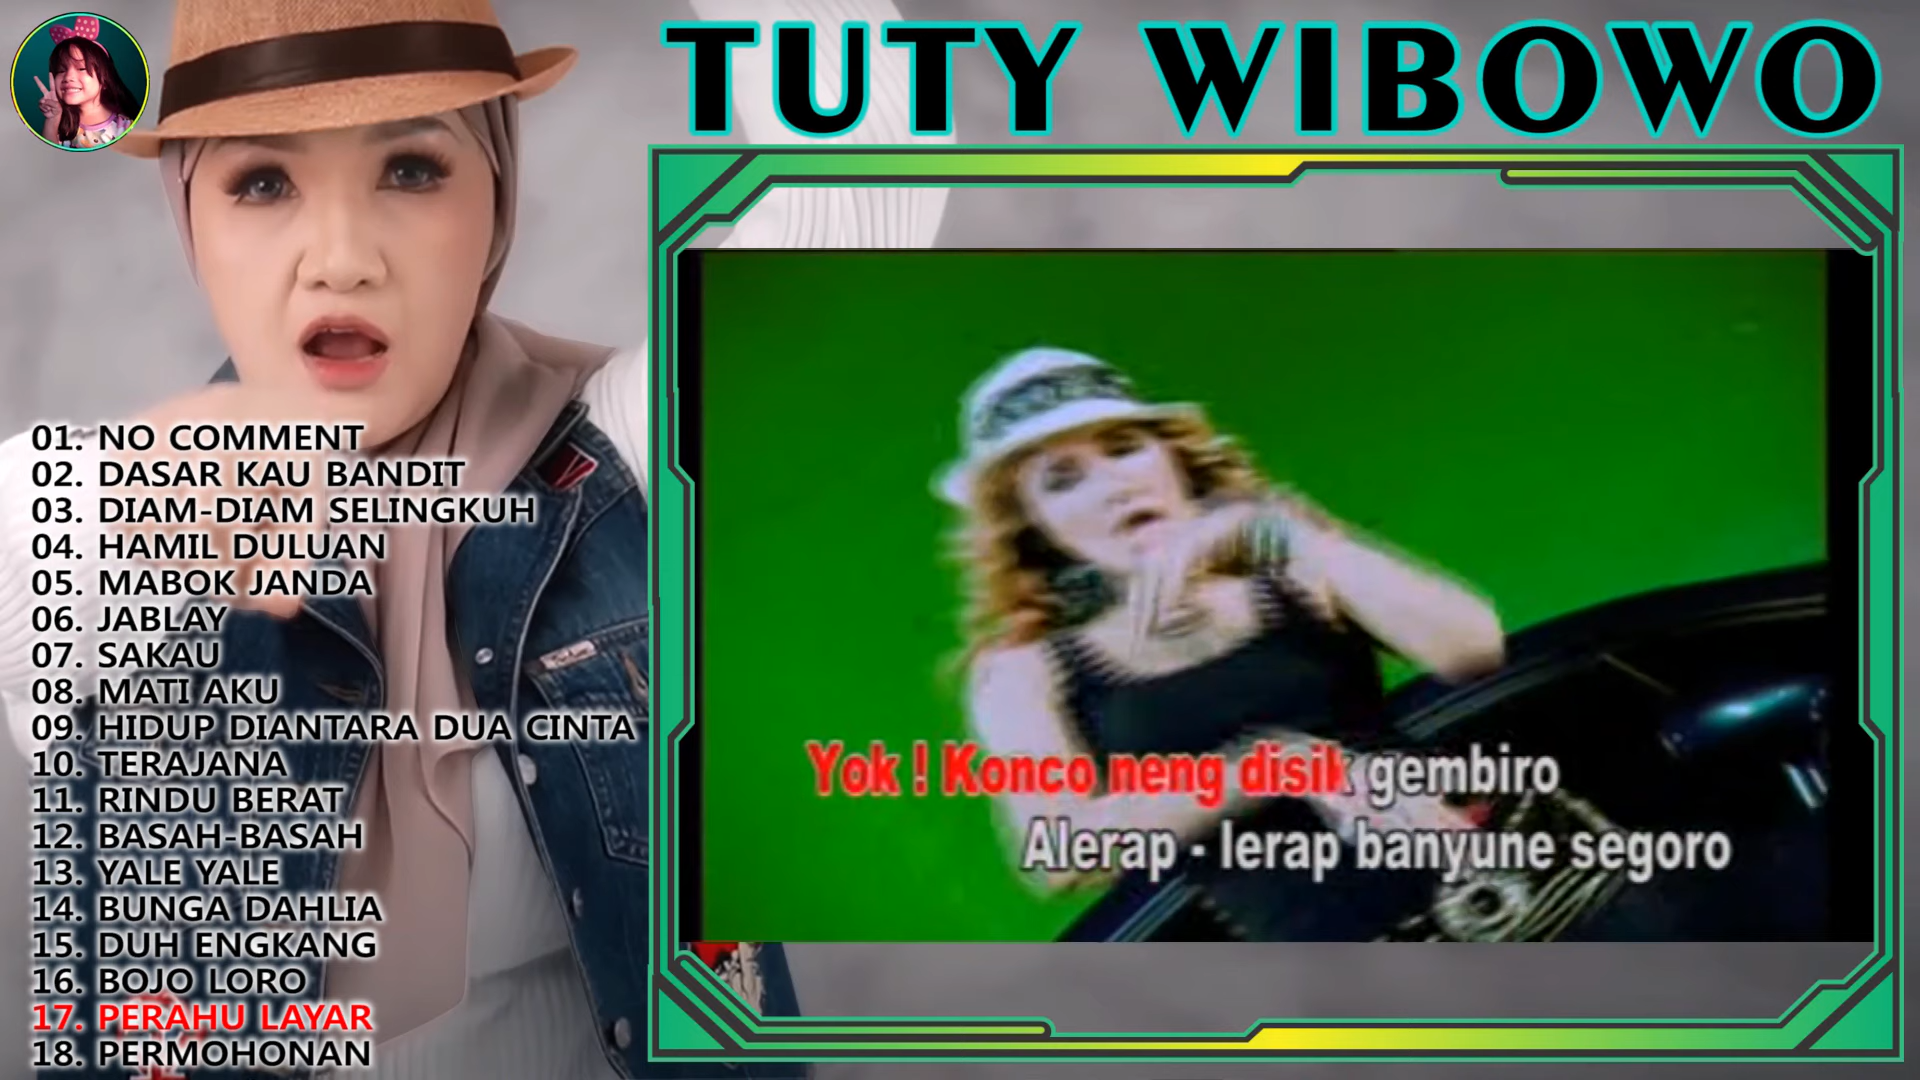 TUTY WIBOWO
01. NO COMMENT
02. DASAR KAU BANDIT
03. DIAM-DIAM SELINGKUH
04. HAMIL DULUAN
05. MABOK JANDA
06. JABLAY
07. SAKAU
08. MATI AKU
09. HIDUP DIANTARA DUA CINTA
10. TERAJANA
11. RINDU BERAT
12. BASAH-BASAH
13. YALE YALE
14. BUNGA DAHLIA
15. DUH ENGKANG
16. BOJO LORO
17. PERAHU LAYAR
18. PERMOHONAN
Yok ! Konco neng disik gembiro
Alerap - lerap banyune segoro